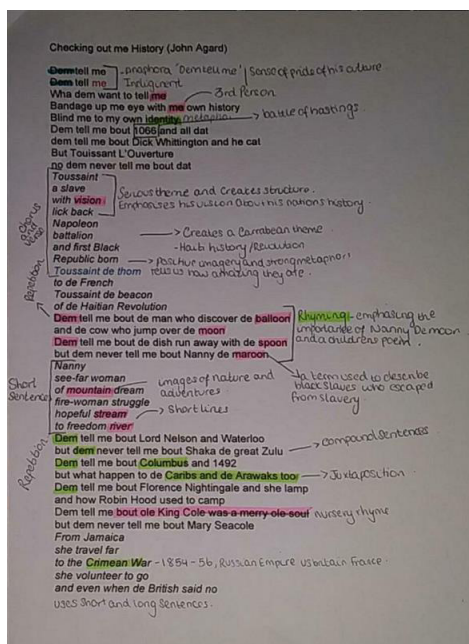 Checking out me History (John Agard)
Dem tell me - anaphora 'Dem tell me' | Sense of pride of his culture.
Dem tell me Indignant
Wha dem want to tell me 3rd Person
Bandage up me eye with me own history
Blind me to my own identity metaphor battle of hastings.
Dem tell me bout 1066 and all dat
dem tell me bout Dick Whittington and he cat
But Touissant L'Ouverture
no dem never tell me bout dat
Toussaint
a slave Serious theme and Creates structure.
with vision Emphasises his vision About his nations history.
lick back
Napoleon
battalion Creates a Carrabean theme
and first Black - Haiti history/Revolution
Republic born Positive imagery and strong metaphor
Toussaint de thorn tells us how amazing they are.
to de French
Toussaint de beacon
of de Haitian Revolution
Repetition
Dem tell me bout de man who discover de balloon Rhyming: emphasing the
and de cow who jump over de moon importance of Nanny De moon
Dem tell me bout de dish run away with de spoon and a childrens poem.
but dem never tell me bout Nanny de maroon
Nanny a term used to describe
see-far woman images of nature and black slaves who escaped
of mountain dream adventures from slavery.
fire-woman struggle
Short Sentences
hopeful stream Short lines
to freedom river
Repetition
Dem tell me bout Lord Nelson and Waterloo
but dem never tell me bout Shaka de great Zulu compound sentences
Dem tell me bout Columbus and 1492
but what happen to de Caribs and de Arawaks too Juxtaposition.
Dem tell me bout Florence Nightingale and she lamp
and how Robin Hood used to camp
Dem tell me bout ole King Cole was a merry ole soul nursery rhyme
but dem never tell me bout Mary Seacole
From Jamaica
she travel far
to the Crimean War - 1854-56, Russian Empire vs britain France.
she volunteer to go
and even when de British said no
uses Short and long sentences.